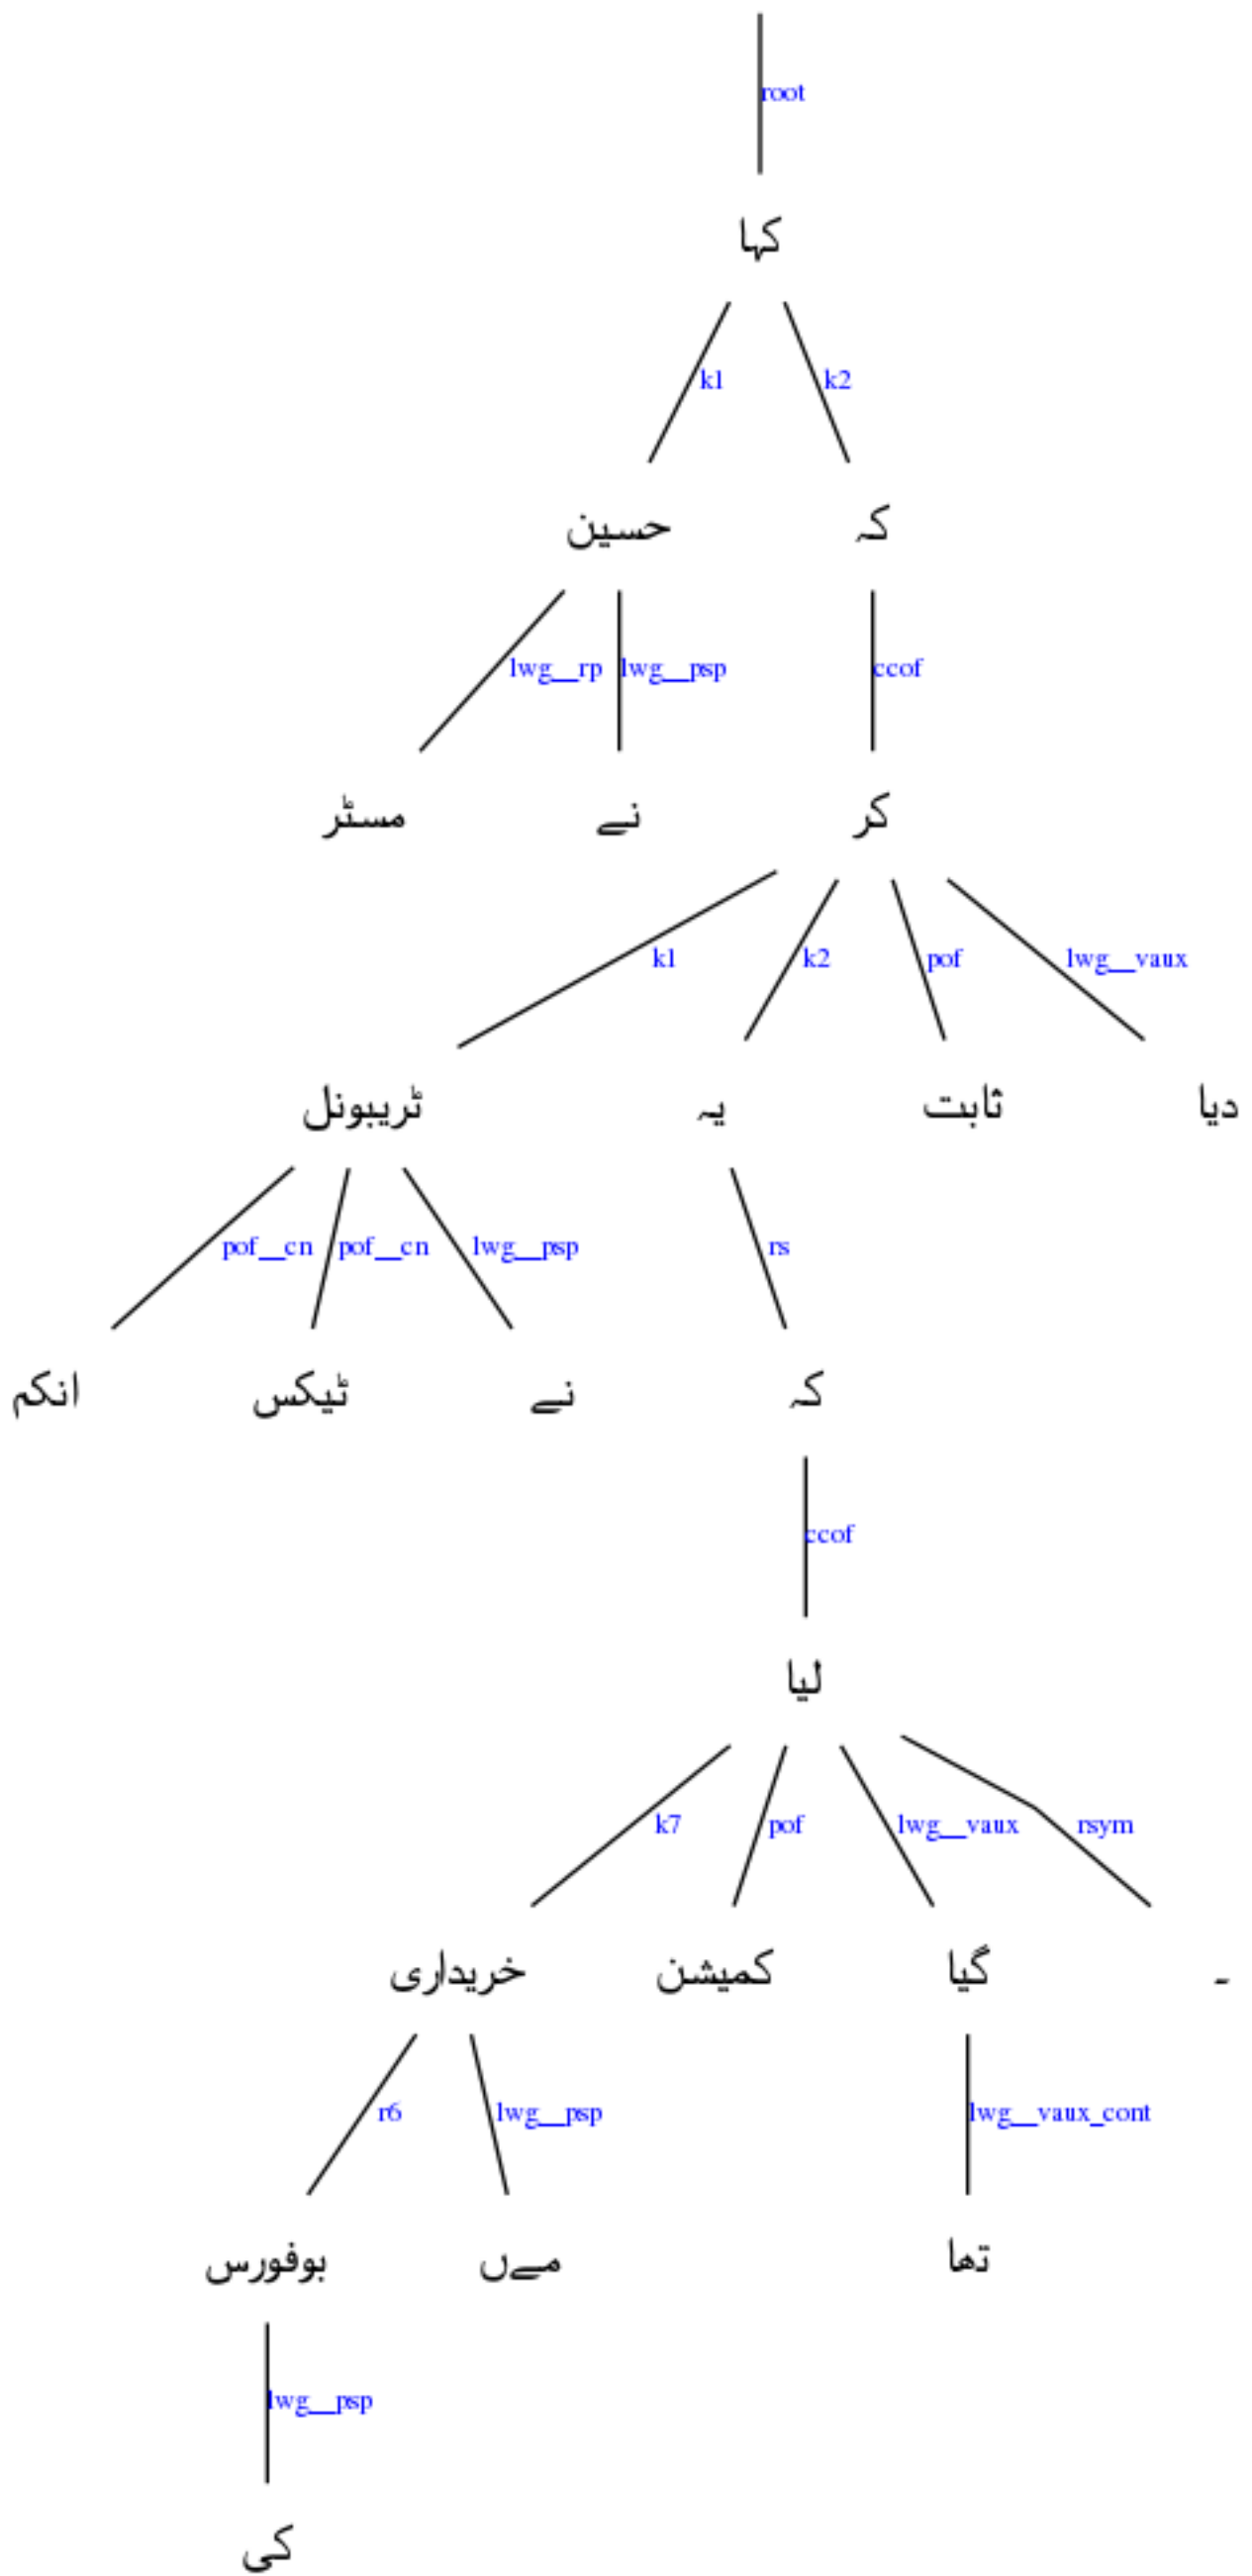 root
کہا
k1 k2
حسین کہ
lwg__rp lwg__psp ccof
مسٹر نے کر
k1 k2 pof lwg__vaux
ٹریبونل یہ ثابت دیا
pof__cn pof__cn lwg__psp rs
انکم ٹیکس نے کہ
ccof
لیا
k7 pof lwg__vaux rsym
خریداری کمیشن گیا ۔
r6 lwg__psp lwg__vaux_cont
بوفورس مےں تھا
lwg__psp
کی